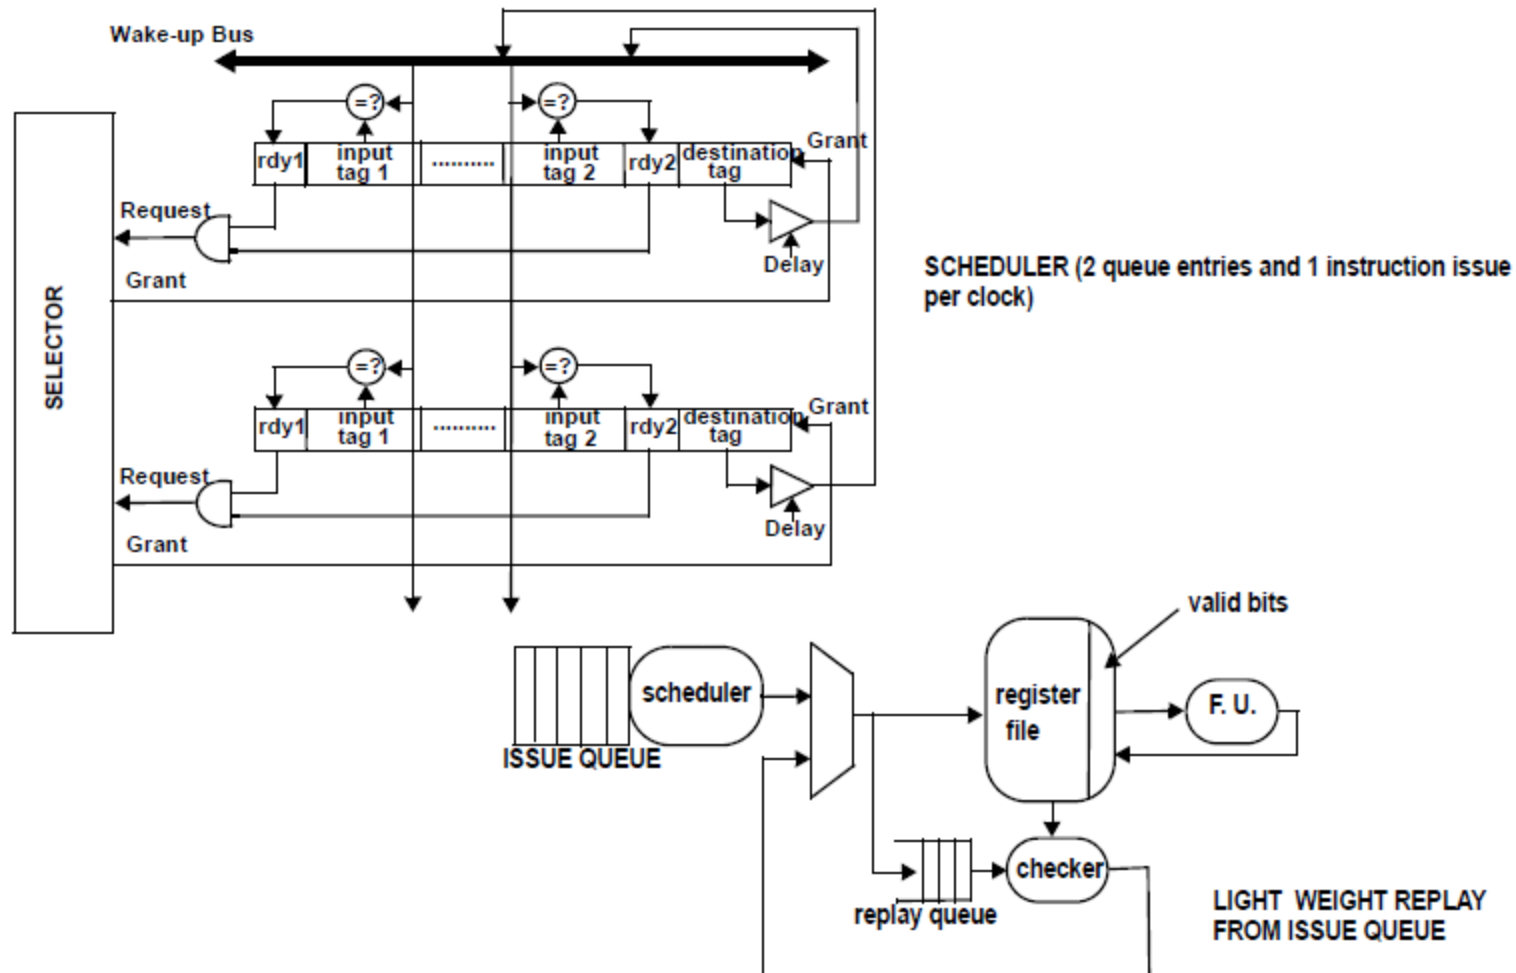 Wake-up Bus
=?
=?
Grant
rdy1
input
tag 1
..........
input
tag 2
rdy2
destination
tag
Request
Delay
Grant
SCHEDULER (2 queue entries and 1 instruction issue
per clock)
SELECTOR
=?
=?
Grant
rdy1
input
tag 1
..........
input
tag 2
rdy2
destination
tag
Request
Delay
Grant
valid bits
scheduler
register
file
F. U.
ISSUE QUEUE
checker
replay queue
LIGHT WEIGHT REPLAY
FROM ISSUE QUEUE